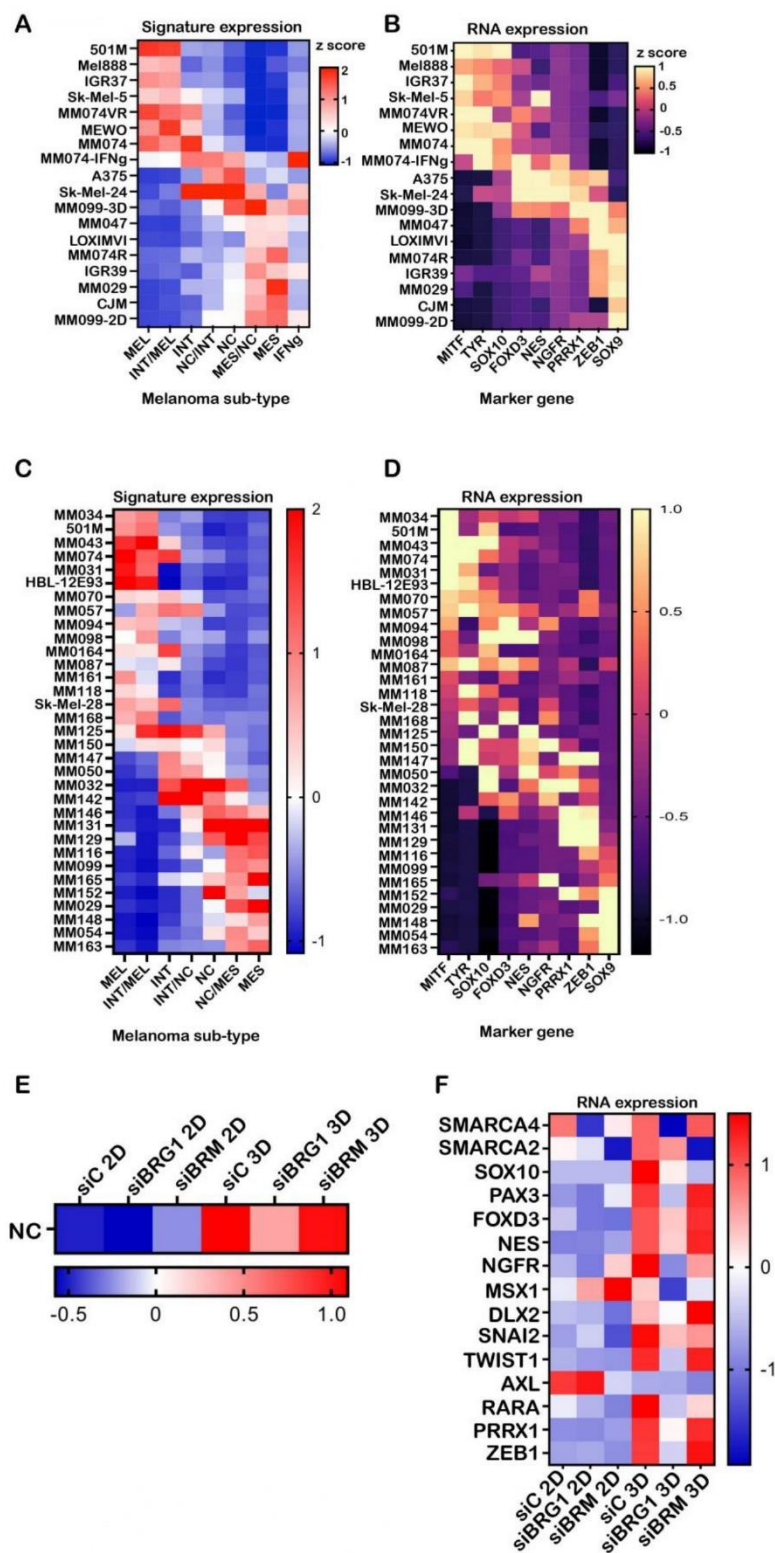 A
Signature expression
501M
Mel888
IGR37
Sk-Mel-5
MM074VR
MEWO
MM074
MM074-IFNg
A375
Sk-Mel-24
MM099-3D
MM047
LOXIMVI
MM074R
IGR39
MM029
CJM
MM099-2D
MEL
INT/MEL
INT
NC/INT
NC
MES/NC
MES
IFNg
Melanoma sub-type
z score
2
1
0
-1
B
RNA expression
501M
Mel888
IGR37
Sk-Mel-5
MM074VR
MEWO
MM074
MM074-IFNg
A375
Sk-Mel-24
MM099-3D
MM047
LOXIMVI
MM074R
IGR39
MM029
CJM
MM099-2D
MITF
TYR
SOX10
FOXD3
NES
NGFR
PRRX1
ZEB1
SOX9
Marker gene
z score
1
0.5
0
-0.5
-1
C
Signature expression
MM034
501M
MM043
MM074
MM031
HBL-12E93
MM070
MM057
MM094
MM098
MM0164
MM087
MM161
MM118
Sk-Mel-28
MM168
MM125
MM150
MM147
MM050
MM032
MM142
MM146
MM131
MM129
MM116
MM099
MM165
MM152
MM029
MM148
MM054
MM163
MEL
INT/MEL
INT
INT/NC
NC
NC/MES
MES
Melanoma sub-type
2
1
0
-1
D
RNA expression
MM034
501M
MM043
MM074
MM031
HBL-12E93
MM070
MM057
MM094
MM098
MM0164
MM087
MM161
MM118
Sk-Mel-28
MM168
MM125
MM150
MM147
MM050
MM032
MM142
MM146
MM131
MM129
MM116
MM099
MM165
MM152
MM029
MM148
MM054
MM163
MITF
TYR
SOX10
FOXD3
NES
NGFR
PRRX1
ZEB1
SOX9
Marker gene
1.0
0.5
0
-0.5
-1.0
E
siC 2D
siBRG1 2D
siBRM 2D
siC 3D
siBRG1 3D
siBRM 3D
NC
-0.5
0
0.5
1.0
F
RNA expression
SMARCA4
SMARCA2
SOX10
PAX3
FOXD3
NES
NGFR
MSX1
DLX2
SNAI2
TWIST1
AXL
RARA
PRRX1
ZEB1
siC 2D
siBRG1 2D
siBRM 2D
siC 3D
siBRG1 3D
siBRM 3D
1
0
-1